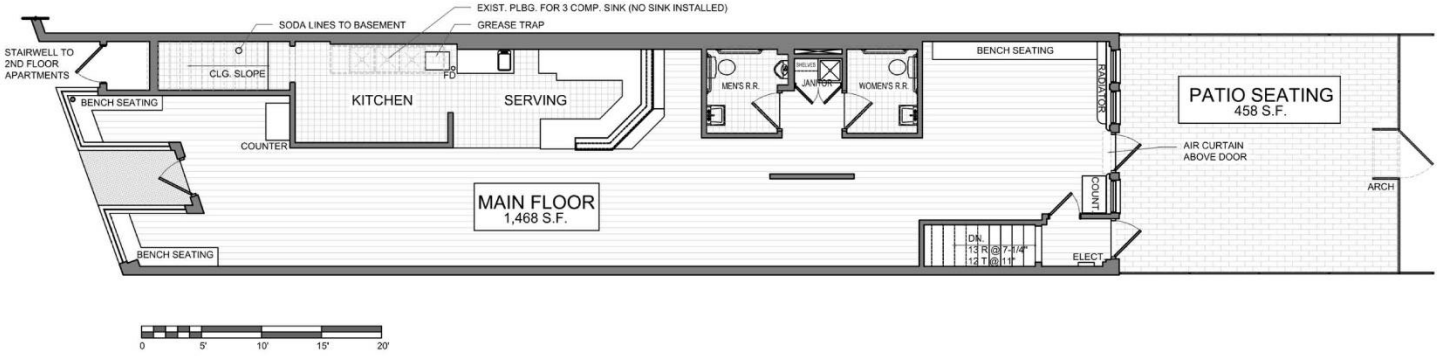 EXIST. PLBG. FOR 3 COMP. SINK (NO SINK INSTALLED)
SODA LINES TO BASEMENT
GREASE TRAP
STAIRWELL TO
2ND FLOOR
APARTMENTS
CLG. SLOPE
FD
BENCH SEATING
KITCHEN
SERVING
COUNTER
MEN'S R.R.
SHELVES
JANITOR
WOMEN'S R.R.
BENCH SEATING
RADIATOR
PATIO SEATING
458 S.F.
AIR CURTAIN
ABOVE DOOR
ARCH
COUNT.
MAIN FLOOR
1,468 S.F.
BENCH SEATING
DN.
13 R @ 7-1/4"
12 T @ 11"
ELECT
0 5' 10' 15' 20'